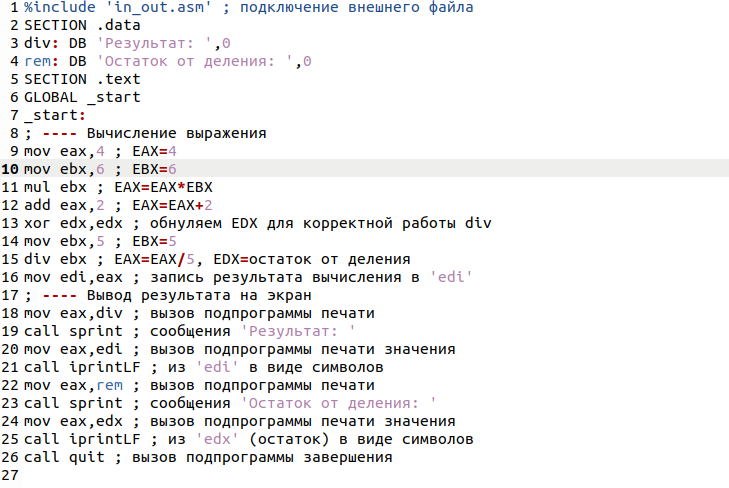 1 %include 'in_out.asm' ; подключение внешнего файла
2 SECTION .data
3 div: DB 'Результат: ',0
4 rem: DB 'Остаток от деления: ',0
5 SECTION .text
6 GLOBAL _start
7 _start:
8 ; ---- Вычисление выражения
9 mov eax,4 ; EAX=4
10 mov ebx,6 ; EBX=6
11 mul ebx ; EAX=EAX*EBX
12 add eax,2 ; EAX=EAX+2
13 xor edx,edx ; обнуляем EDX для корректной работы div
14 mov ebx,5 ; EBX=5
15 div ebx ; EAX=EAX/5, EDX=остаток от деления
16 mov edi,eax ; запись результата вычисления в 'edi'
17 ; ---- Вывод результата на экран
18 mov eax,div ; вызов подпрограммы печати
19 call sprint ; сообщения 'Результат: '
20 mov eax,edi ; вызов подпрограммы печати значения
21 call iprintLF ; из 'edi' в виде символов
22 mov eax,rem ; вызов подпрограммы печати
23 call sprint ; сообщения 'Остаток от деления: '
24 mov eax,edx ; вызов подпрограммы печати значения
25 call iprintLF ; из 'edx' (остаток) в виде символов
26 call quit ; вызов подпрограммы завершения
27